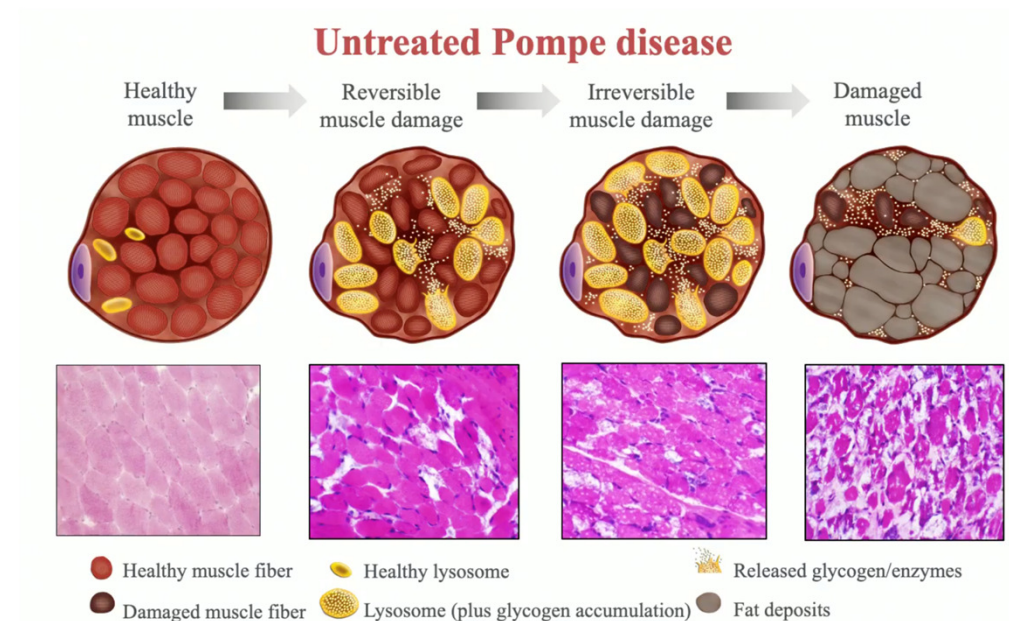 Untreated Pompe disease
Healthy
muscle
Reversible
muscle damage
Irreversible
muscle damage
Damaged
muscle
Healthy muscle fiber
Healthy lysosome
Released glycogen/enzymes
Damaged muscle fiber
Lysosome (plus glycogen accumulation)
Fat deposits